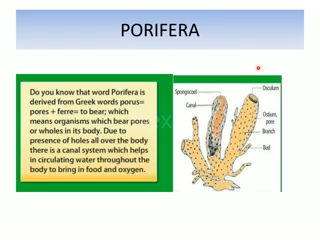 PORIFERA
Do you know that word Porifera is
derived from Greek words porus=
pores + ferre= to bear; which
means organisms which bear pores
or wholes in its body. Due to
presence of holes all over the body
there is a canal system which helps
in circulating water throughout the
body to bring in food and oxygen.
Spongocoel
Canal
Osculum
Ostium,
pore
Branch
Bud